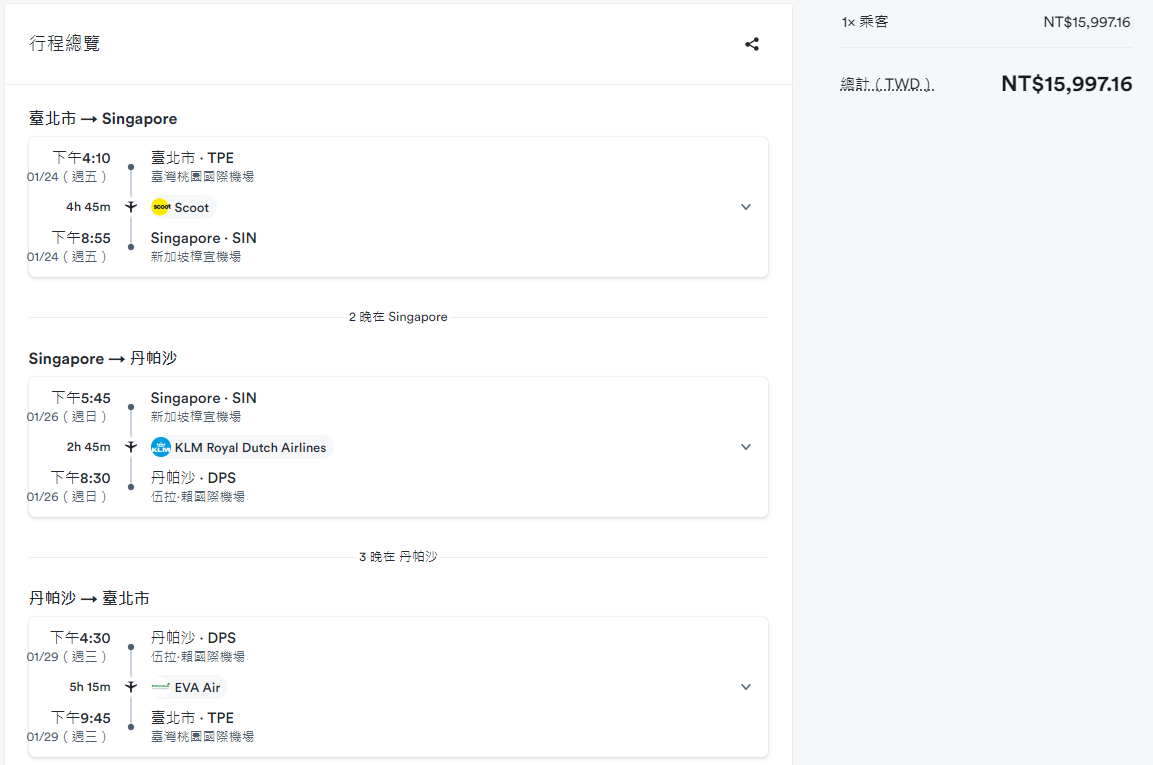 行程總覽
臺北市 → Singapore
下午4:10
臺北市 · TPE
01/24 ( 週五 )
臺灣桃園國際機場
4h 45m
scoot Scoot
下午8:55
Singapore · SIN
01/24 ( 週五 )
新加坡樟宜機場
2 晚在 Singapore
Singapore → 丹帕沙
下午5:45
Singapore · SIN
01/26 ( 週日 )
新加坡樟宜機場
2h 45m
KLM KLM Royal Dutch Airlines
下午8:30
丹帕沙 · DPS
01/26 ( 週日 )
伍拉·賴國際機場
3 晚在 丹帕沙
丹帕沙 → 臺北市
下午4:30
丹帕沙 · DPS
01/29 ( 週三 )
伍拉·賴國際機場
5h 15m
EVA Air
下午9:45
臺北市 · TPE
01/29 ( 週三 )
臺灣桃園國際機場
1× 乘客 NT$15,997.16
總計 ( TWD ) NT$15,997.16